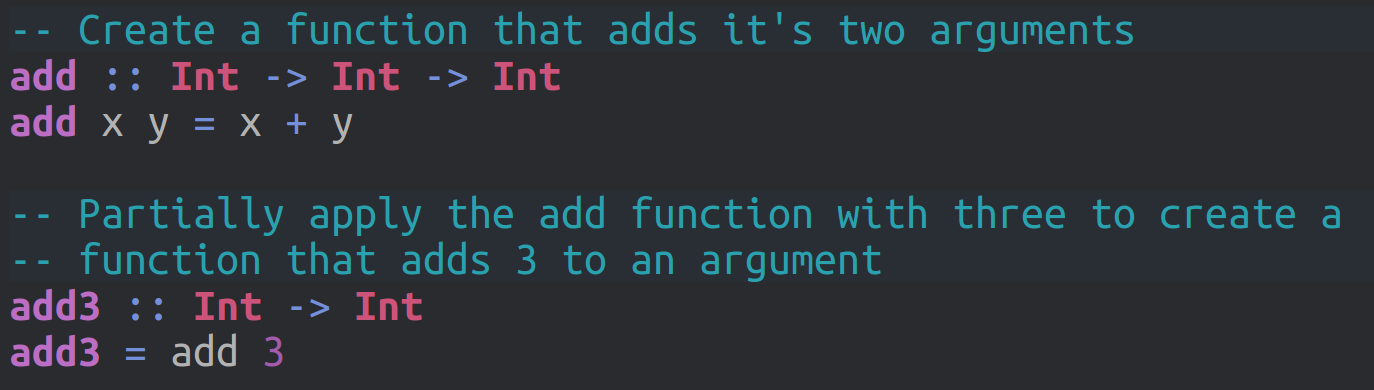 -- Create a function that adds it's two arguments
add :: Int -> Int -> Int
add x y = x + y
-- Partially apply the add function with three to create a
-- function that adds 3 to an argument
add3 :: Int -> Int
add3 = add 3